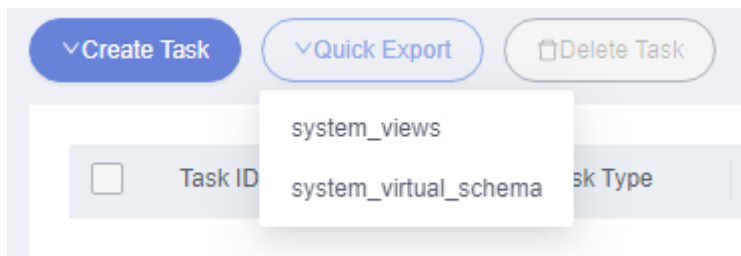 Create Task Quick Export Delete Task
system_views
Task ID sk Type
system_virtual_schema